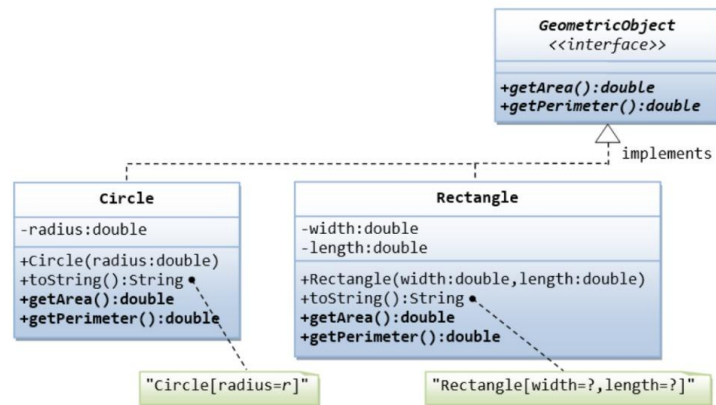 GeometricObject
<<interface>>
+getArea():double
+getPerimeter():double
implements
Circle
-radius:double
+Circle(radius:double)
+toString():String
+getArea():double
+getPerimeter():double
"Circle[radius=r]"
Rectangle
-width:double
-length:double
+Rectangle(width:double,length:double)
+toString():String
+getArea():double
+getPerimeter():double
"Rectangle[width=?,length=?]"